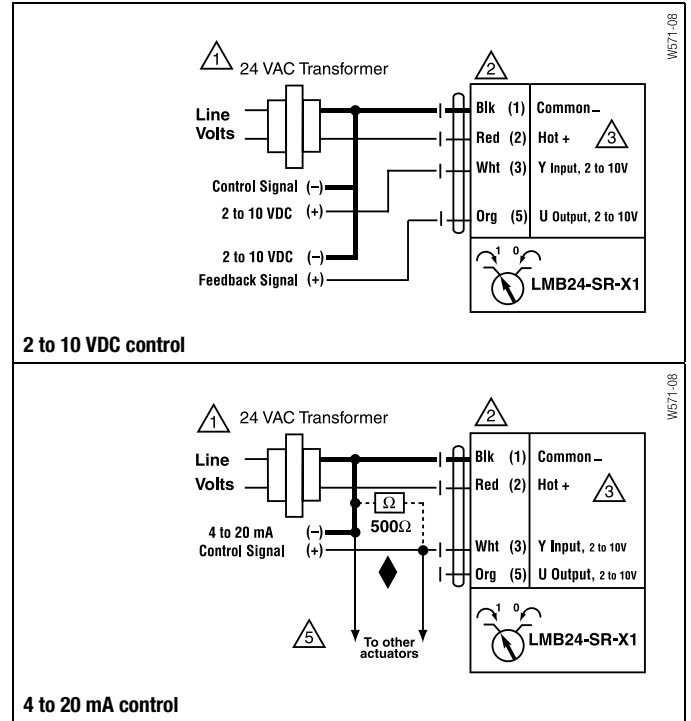 W571-08
1
24 VAC Transformer
2
Line
Volts
Blk (1) Common –
Red (2) Hot +
3
Wht (3) Y Input, 2 to 10V
Control Signal (–)
2 to 10 VDC (+)
Org (5) U Output, 2 to 10V
2 to 10 VDC (–)
Feedback Signal (+)
1 0
LMB24-SR-X1
2 to 10 VDC control
W571-08
1
24 VAC Transformer
2
Line
Volts
Blk (1) Common –
Red (2) Hot +
3
Ω
500Ω
4 to 20 mA (–)
Control Signal (+)
Wht (3) Y Input, 2 to 10V
Org (5) U Output, 2 to 10V
5
To other
actuators
1 0
LMB24-SR-X1
4 to 20 mA control